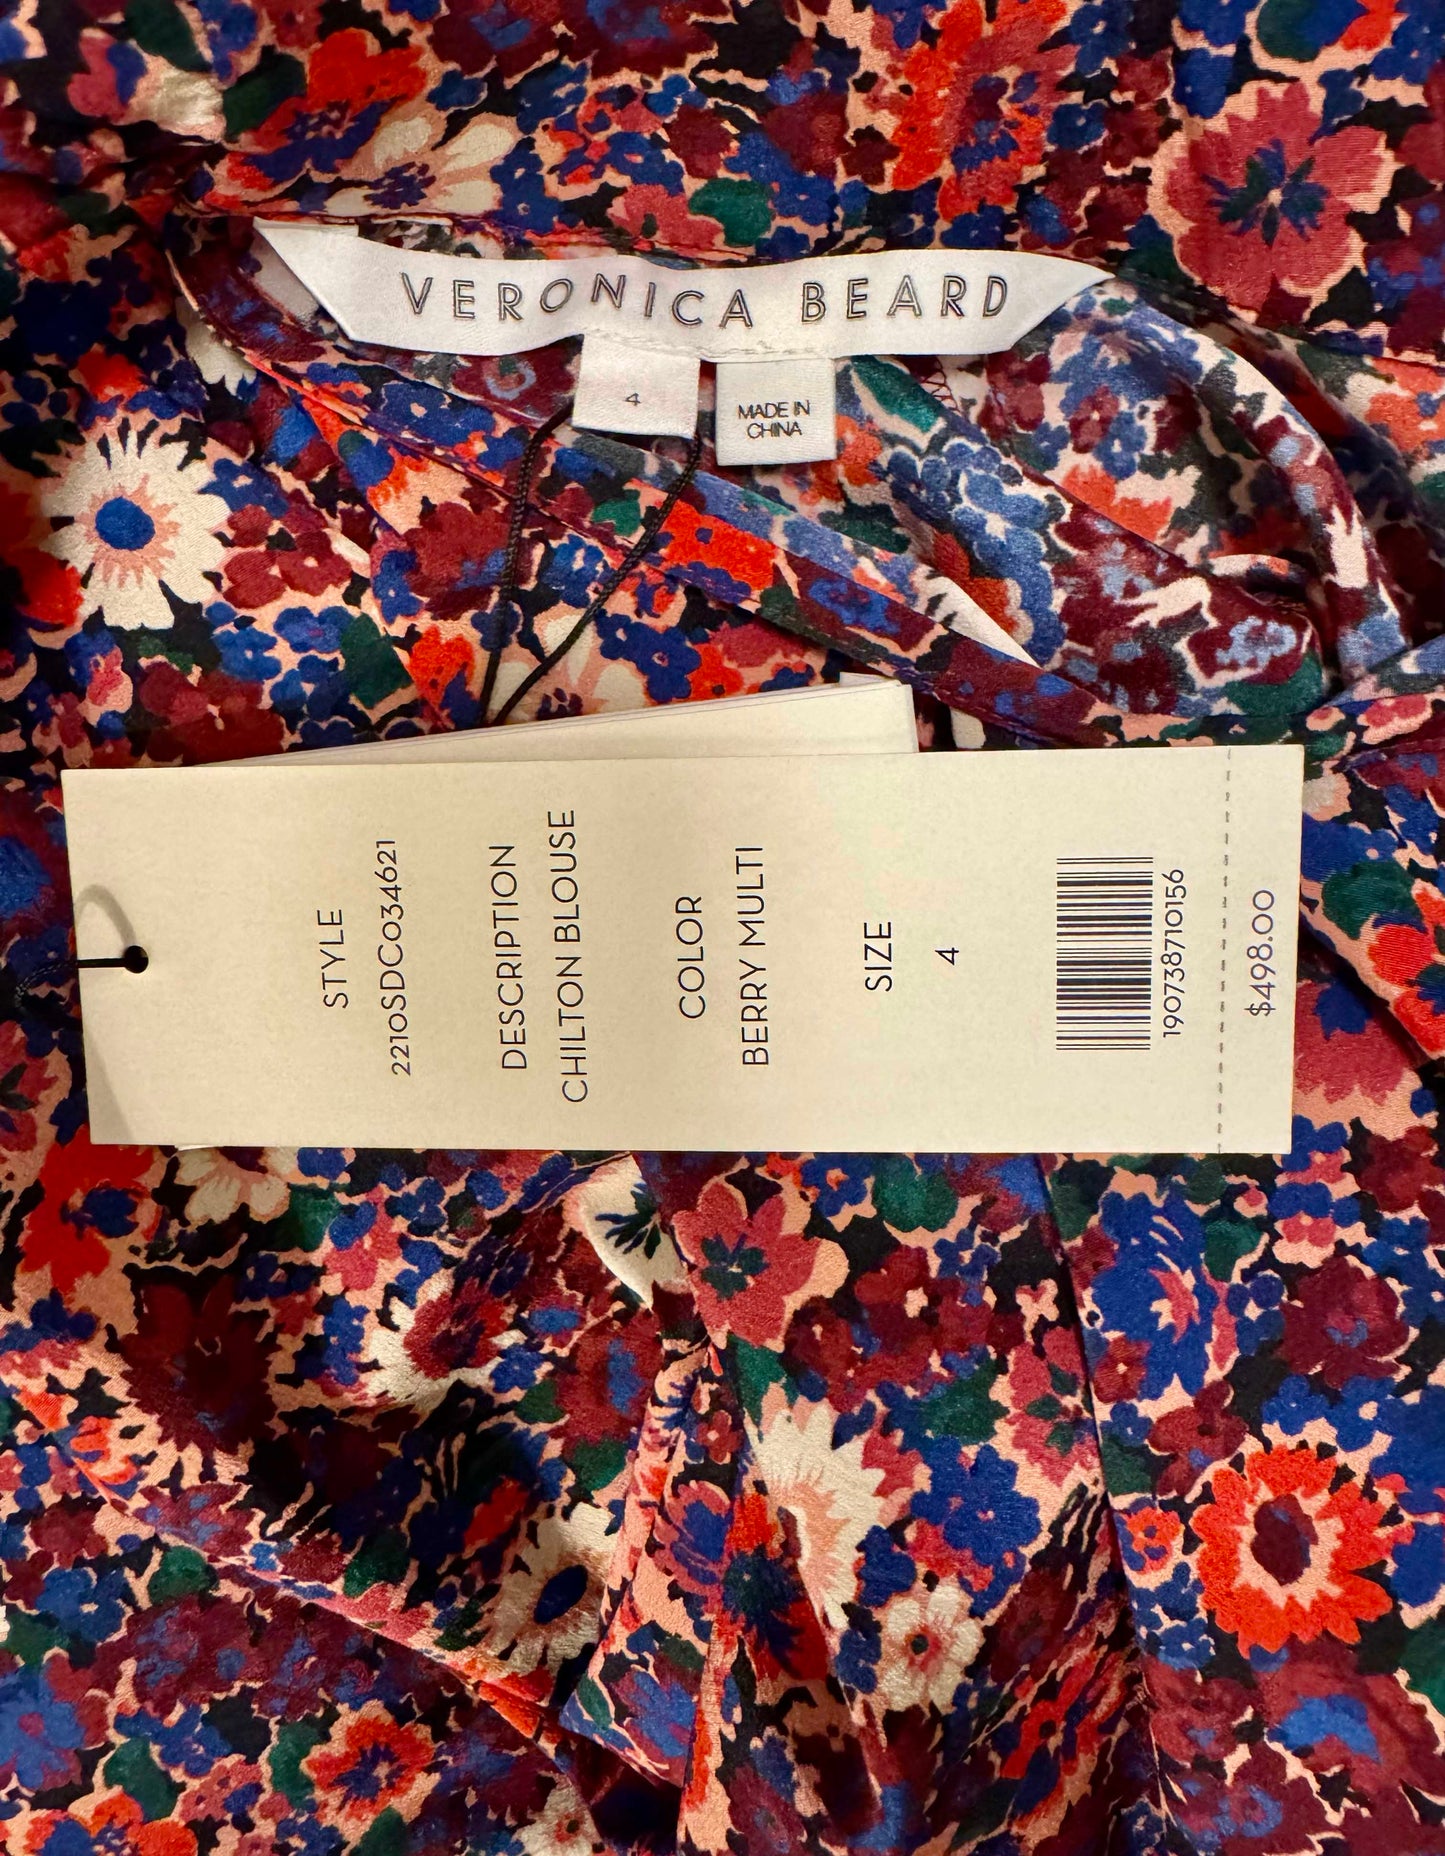 VERONICA BEARD
4
MADE IN
CHINA
STYLE
2210SDC034621
DESCRIPTION
CHILTON BLOUSE
COLOR
BERRY MULTI
SIZE
4
190738710156
$498.00